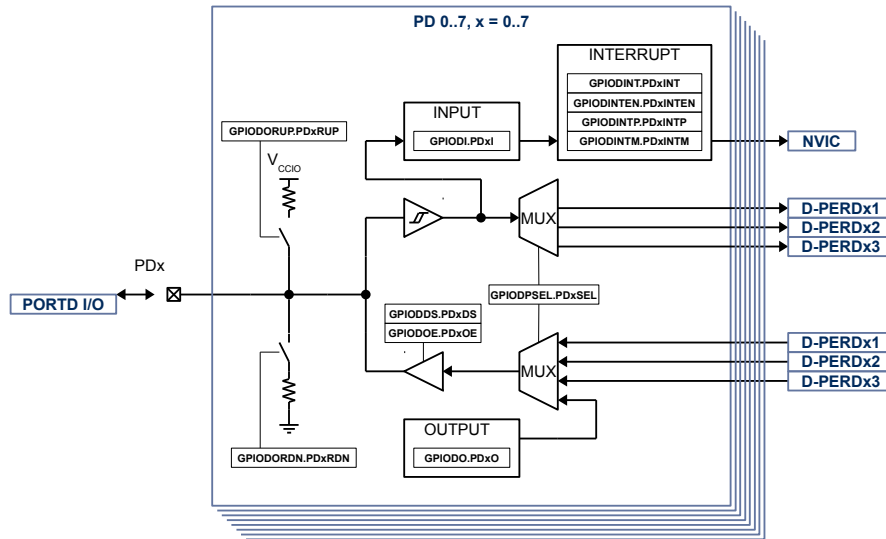 PD 0..7, x = 0..7
INTERRUPT
GPIODINT.PDxINT
GPIODINTEN.PDxINTEN
GPIODINTP.PDxINTP
GPIODINTM.PDxINTM
INPUT
GPIODI.PDxI
NVIC
GPIODORUP.PDxRUP
VCCIO
MUX
D-PERDx1
D-PERDx2
D-PERDx3
PDx
PORTD I/O
GPIODPSEL.PDxSEL
GPIODDS.PDxDS
GPIODOE.PDxOE
MUX
D-PERDx1
D-PERDx2
D-PERDx3
OUTPUT
GPIODO.PDxO
GPIODORDN.PDxRDN